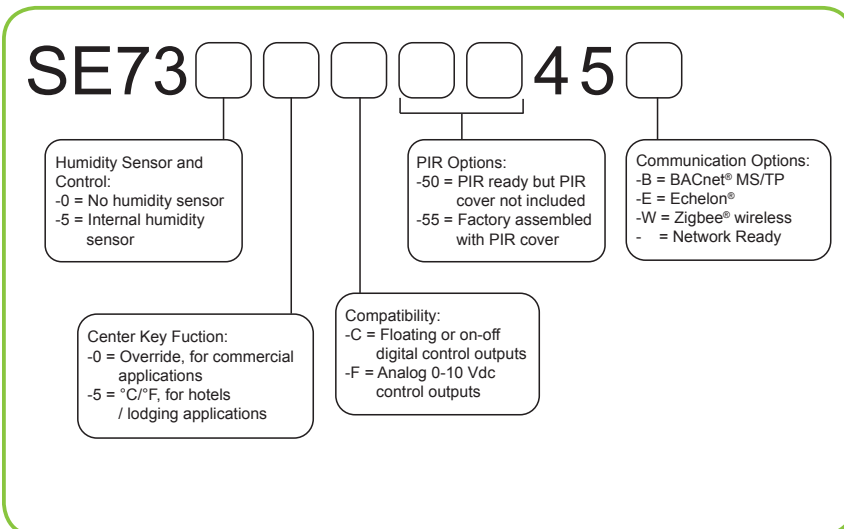 SE73 45
Humidity Sensor and
Control:
-0 = No humidity sensor
-5 = Internal humidity
sensor
PIR Options:
-50 = PIR ready but PIR
cover not included
-55 = Factory assembled
with PIR cover
Communication Options:
-B = BACnet® MS/TP
-E = Echelon®
-W = Zigbee® wireless
- = Network Ready
Center Key Fuction:
-0 = Override, for commercial
applications
-5 = °C/°F, for hotels
/ lodging applications
Compatibility:
-C = Floating or on-off
digital control outputs
-F = Analog 0-10 Vdc
control outputs